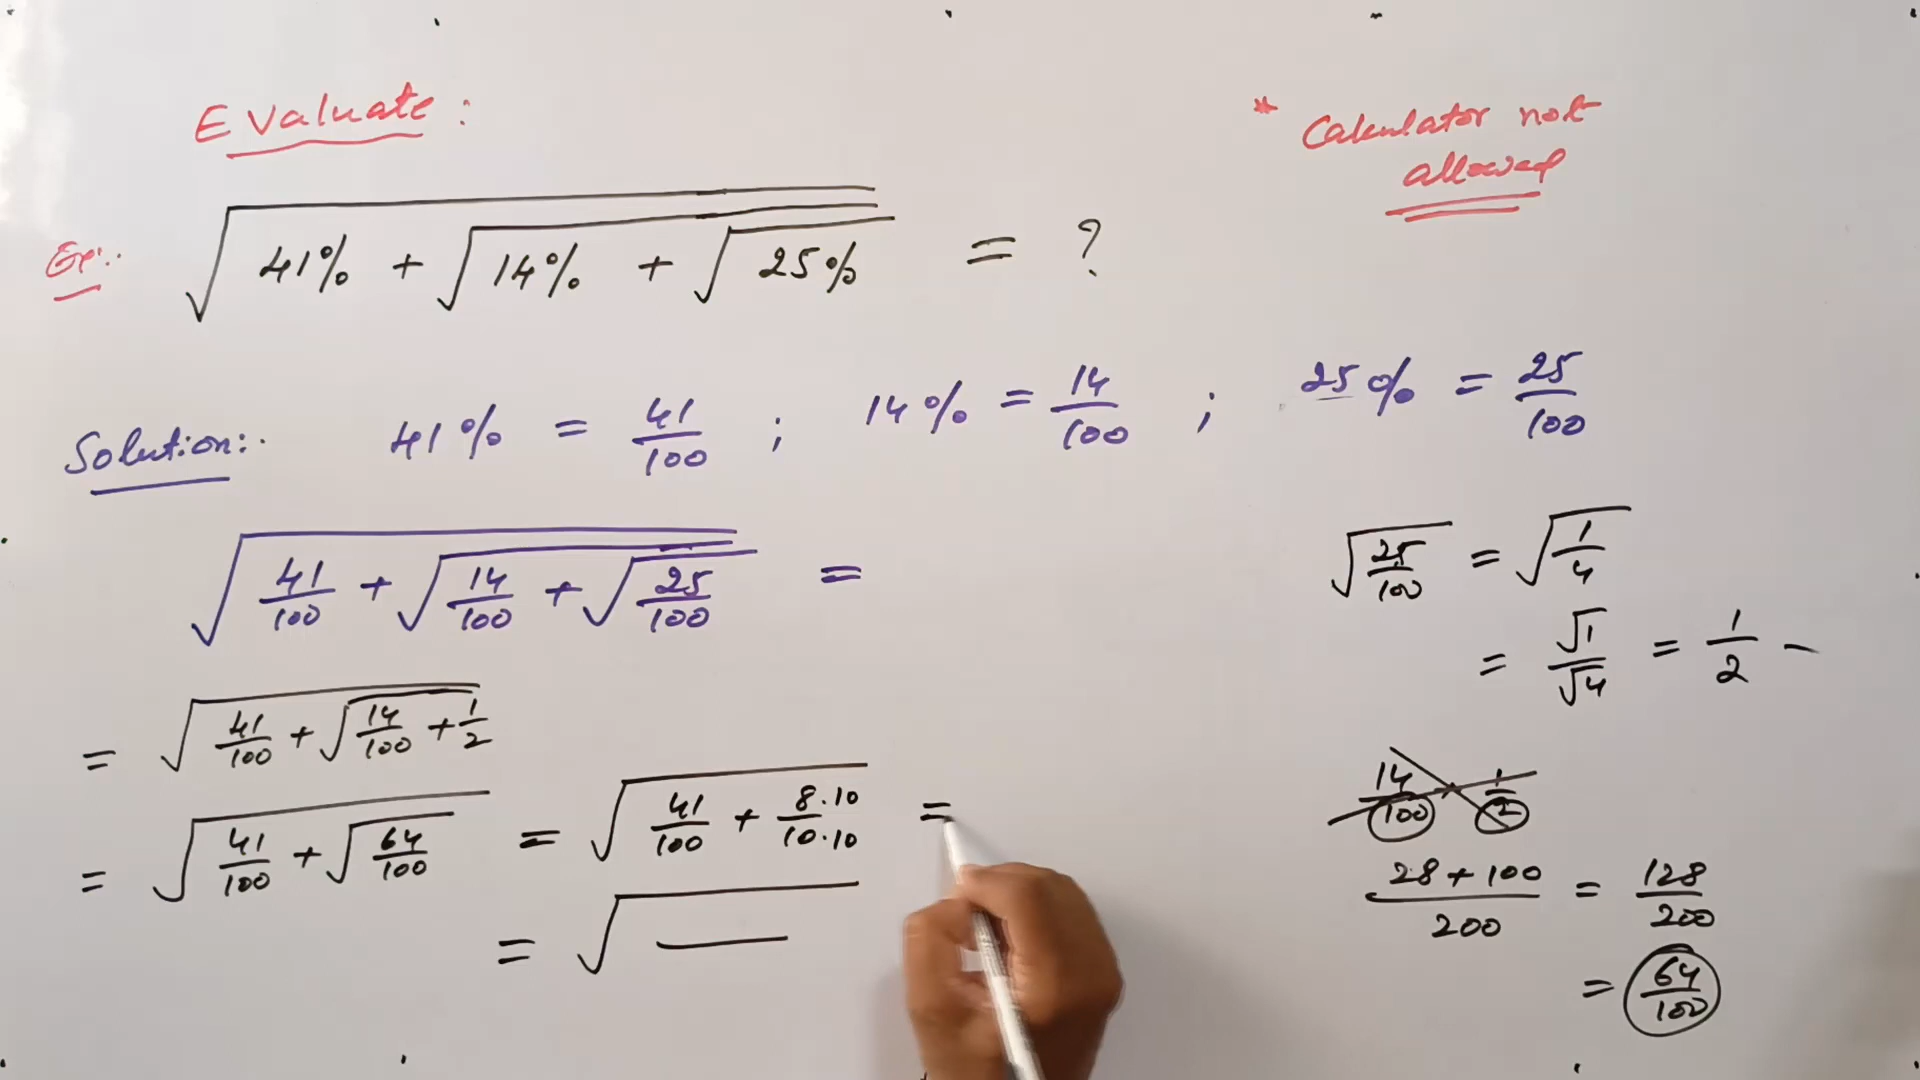 Evaluate :
* Calculator not
allowed
Ex:. √(41% + √(14% + √(25%))) = ?
Solution:. 41% = 41/100 ; 14% = 14/100 ; 25% = 25/100
√(41/100 + √(14/100 + √(25/100))) =
√(25/100) = √(1/4)
= √1/√4 = 1/2 –
= √(41/100 + √(14/100 + 1/2))
14/100 + 1/2
= √(41/100 + √(64/100)) = √(41/100 + 8·10/10·10) =
28 + 100/200 = 128/200
= √
= 64/100